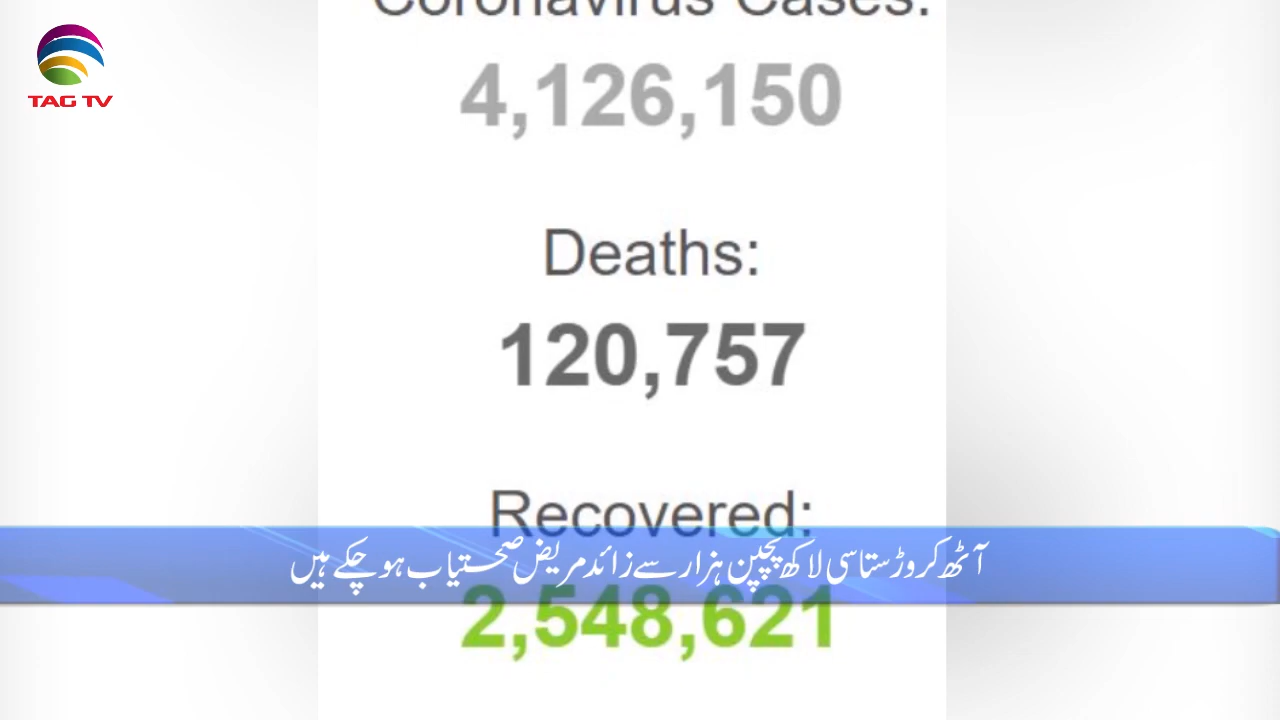 TAG TV
Coronavirus Cases:
4,126,150
Deaths:
120,757
Recovered:
آٹھ کروڑ ستاسی لاکھ پچپن ہزار سے زائد مریض صحتیاب ہو چکے ہیں
2,548,621